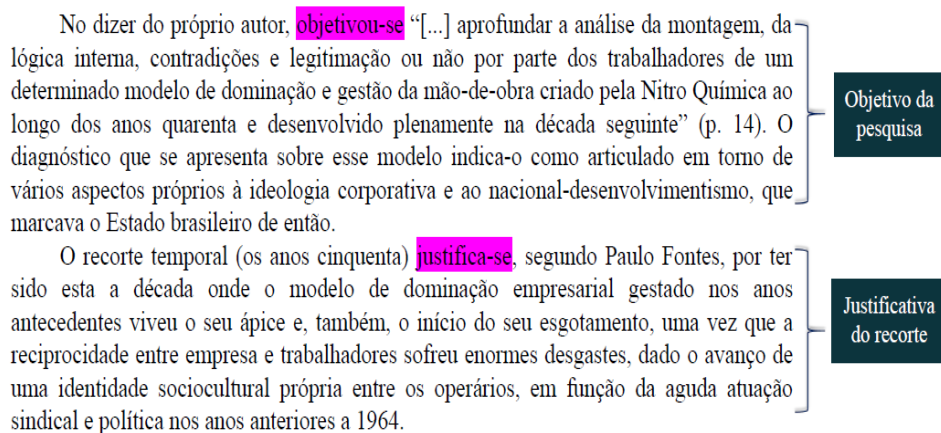 No dizer do próprio autor, objetivou-se “[...] aprofundar a análise da montagem, da
lógica interna, contradições e legitimação ou não por parte dos trabalhadores de um
determinado modelo de dominação e gestão da mão-de-obra criado pela Nitro Química ao
longo dos anos quarenta e desenvolvido plenamente na década seguinte” (p. 14). O
diagnóstico que se apresenta sobre esse modelo indica-o como articulado em torno de
vários aspectos próprios à ideologia corporativa e ao nacional-desenvolvimentismo, que
marcava o Estado brasileiro de então.
Objetivo da
pesquisa
O recorte temporal (os anos cinquenta) justifica-se, segundo Paulo Fontes, por ter
sido esta a década onde o modelo de dominação empresarial gestado nos anos
antecedentes viveu o seu ápice e, também, o início do seu esgotamento, uma vez que a
reciprocidade entre empresa e trabalhadores sofreu enormes desgastes, dado o avanço de
uma identidade sociocultural própria entre os operários, em função da aguda atuação
sindical e política nos anos anteriores a 1964.
Justificativa
do recorte